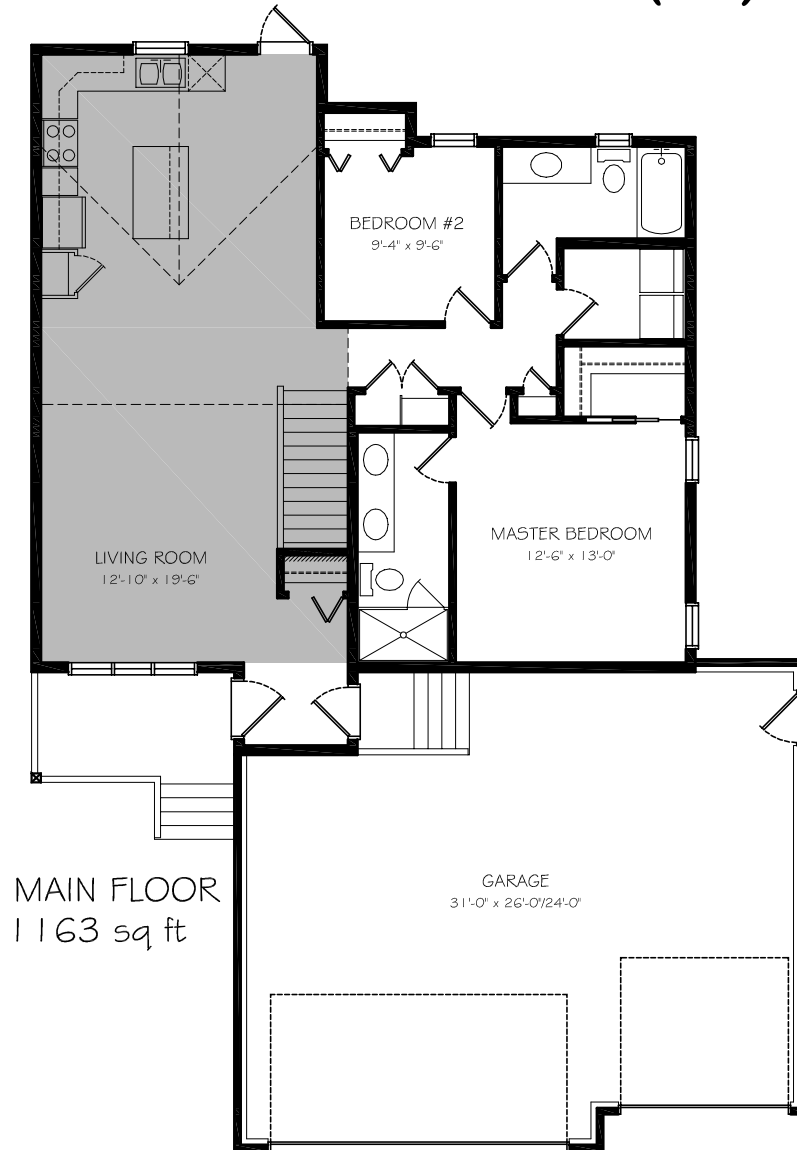 BEDROOM #2
9'-4" x 9'-6"
MASTER BEDROOM
12'-6" x 13'-0"
LIVING ROOM
12'-10" x 19'-6"
GARAGE
31'-0" x 26'-0"/24'-0"
MAIN FLOOR
1163 sq ft